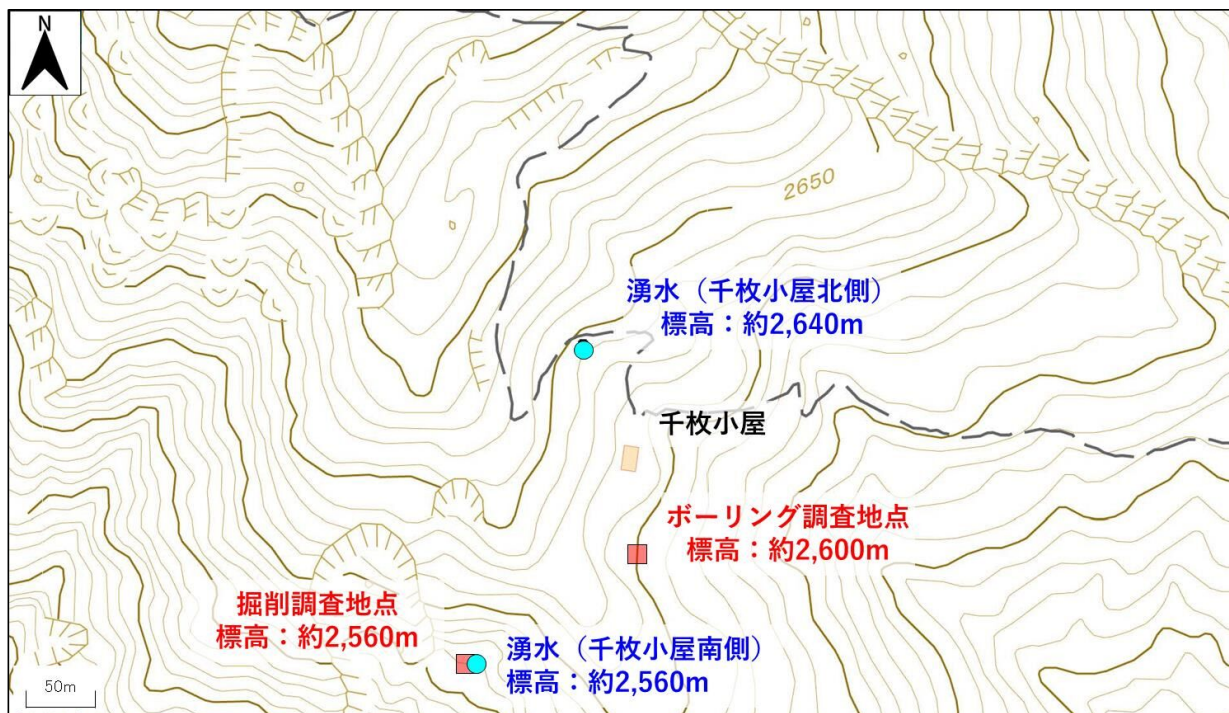 N
2650
湧水（千枚小屋北側）
標高：約2,640m
千枚小屋
ボーリング調査地点
標高：約2,600m
掘削調査地点
標高：約2,560m
湧水（千枚小屋南側）
標高：約2,560m
50m